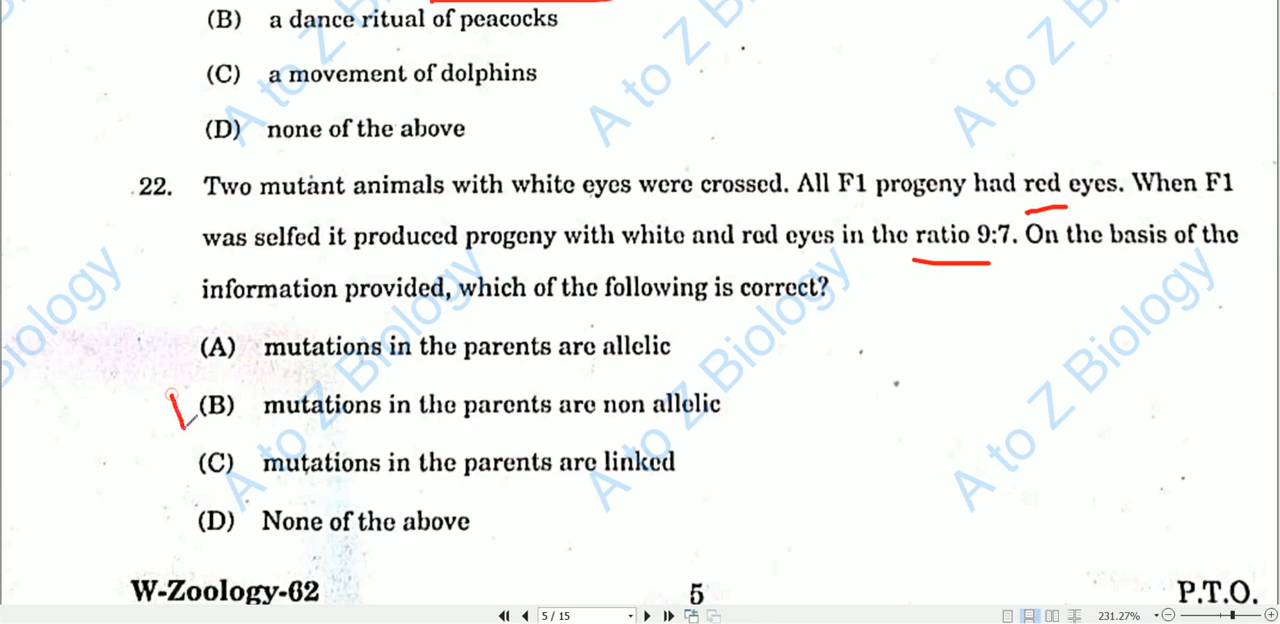 (B) a dance ritual of peacocks
(C) a movement of dolphins
(D) none of the above
22. Two mutant animals with white eyes were crossed. All F1 progeny had red eyes. When F1
was selfed it produced progeny with white and red eyes in the ratio 9:7. On the basis of the
information provided, which of the following is correct?
(A) mutations in the parents are allelic
(B) mutations in the parents are non allelic
(C) mutations in the parents are linked
(D) None of the above
W-Zoology-62 5 P.T.O.
A to Z Biology
A to Z Biology
A to Z Biology
5 / 15 231.27%